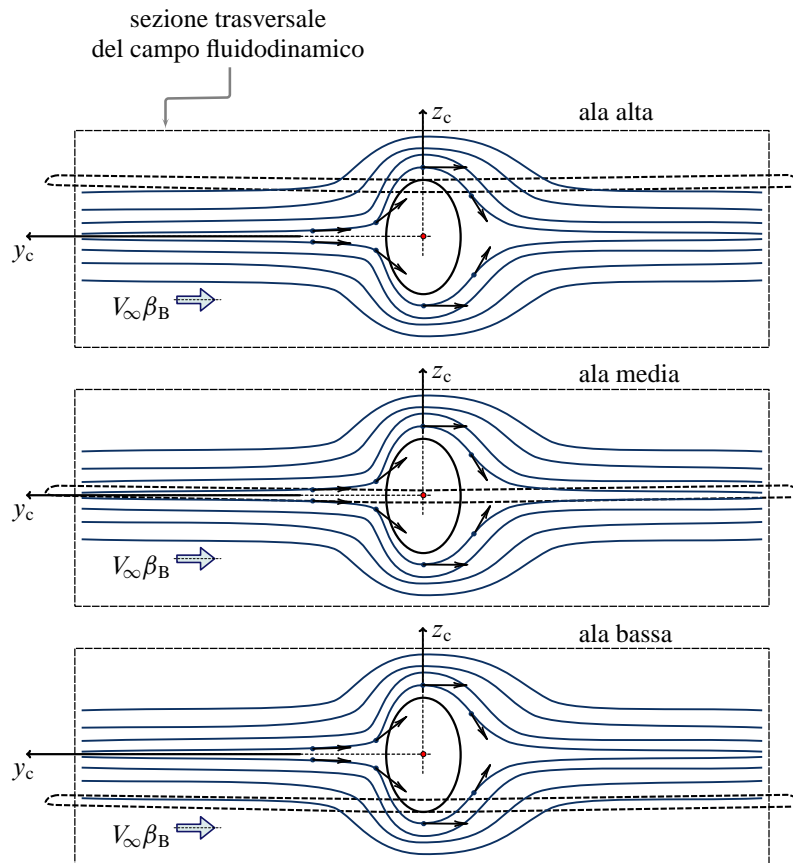 sezione trasversale
del campo fluidodinamico
z_c
ala alta
y_c
V_∞β_B
z_c
ala media
y_c
V_∞β_B
z_c
ala bassa
y_c
V_∞β_B